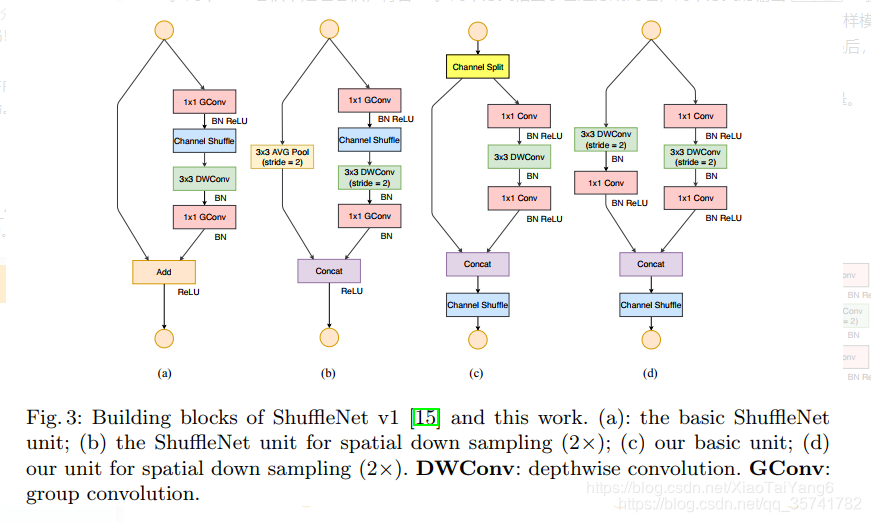 Channel Split
1x1 GConv
BN ReLU
Channel Shuffle
3x3 DWConv
BN
1x1 GConv
BN
Add
ReLU
(a)
1x1 GConv
BN ReLU
Channel Shuffle
3x3 AVG Pool
(stride = 2)
3x3 DWConv
(stride = 2)
BN
1x1 GConv
BN
Concat
ReLU
(b)
1x1 Conv
BN ReLU
3x3 DWConv
BN
1x1 Conv
BN ReLU
Concat
Channel Shuffle
(c)
3x3 DWConv
(stride = 2)
BN
1x1 Conv
BN ReLU
1x1 Conv
BN ReLU
3x3 DWConv
(stride = 2)
BN
1x1 Conv
BN ReLU
Concat
Channel Shuffle
(d)
Fig. 3: Building blocks of ShuffleNet v1 [15] and this work. (a): the basic ShuffleNet
unit; (b) the ShuffleNet unit for spatial down sampling (2×); (c) our basic unit; (d)
our unit for spatial down sampling (2×). DWConv: depthwise convolution. GConv:
group convolution.
https://blog.csdn.net/XiaoTaiYang6
https://blog.csdn.net/qq_35741782